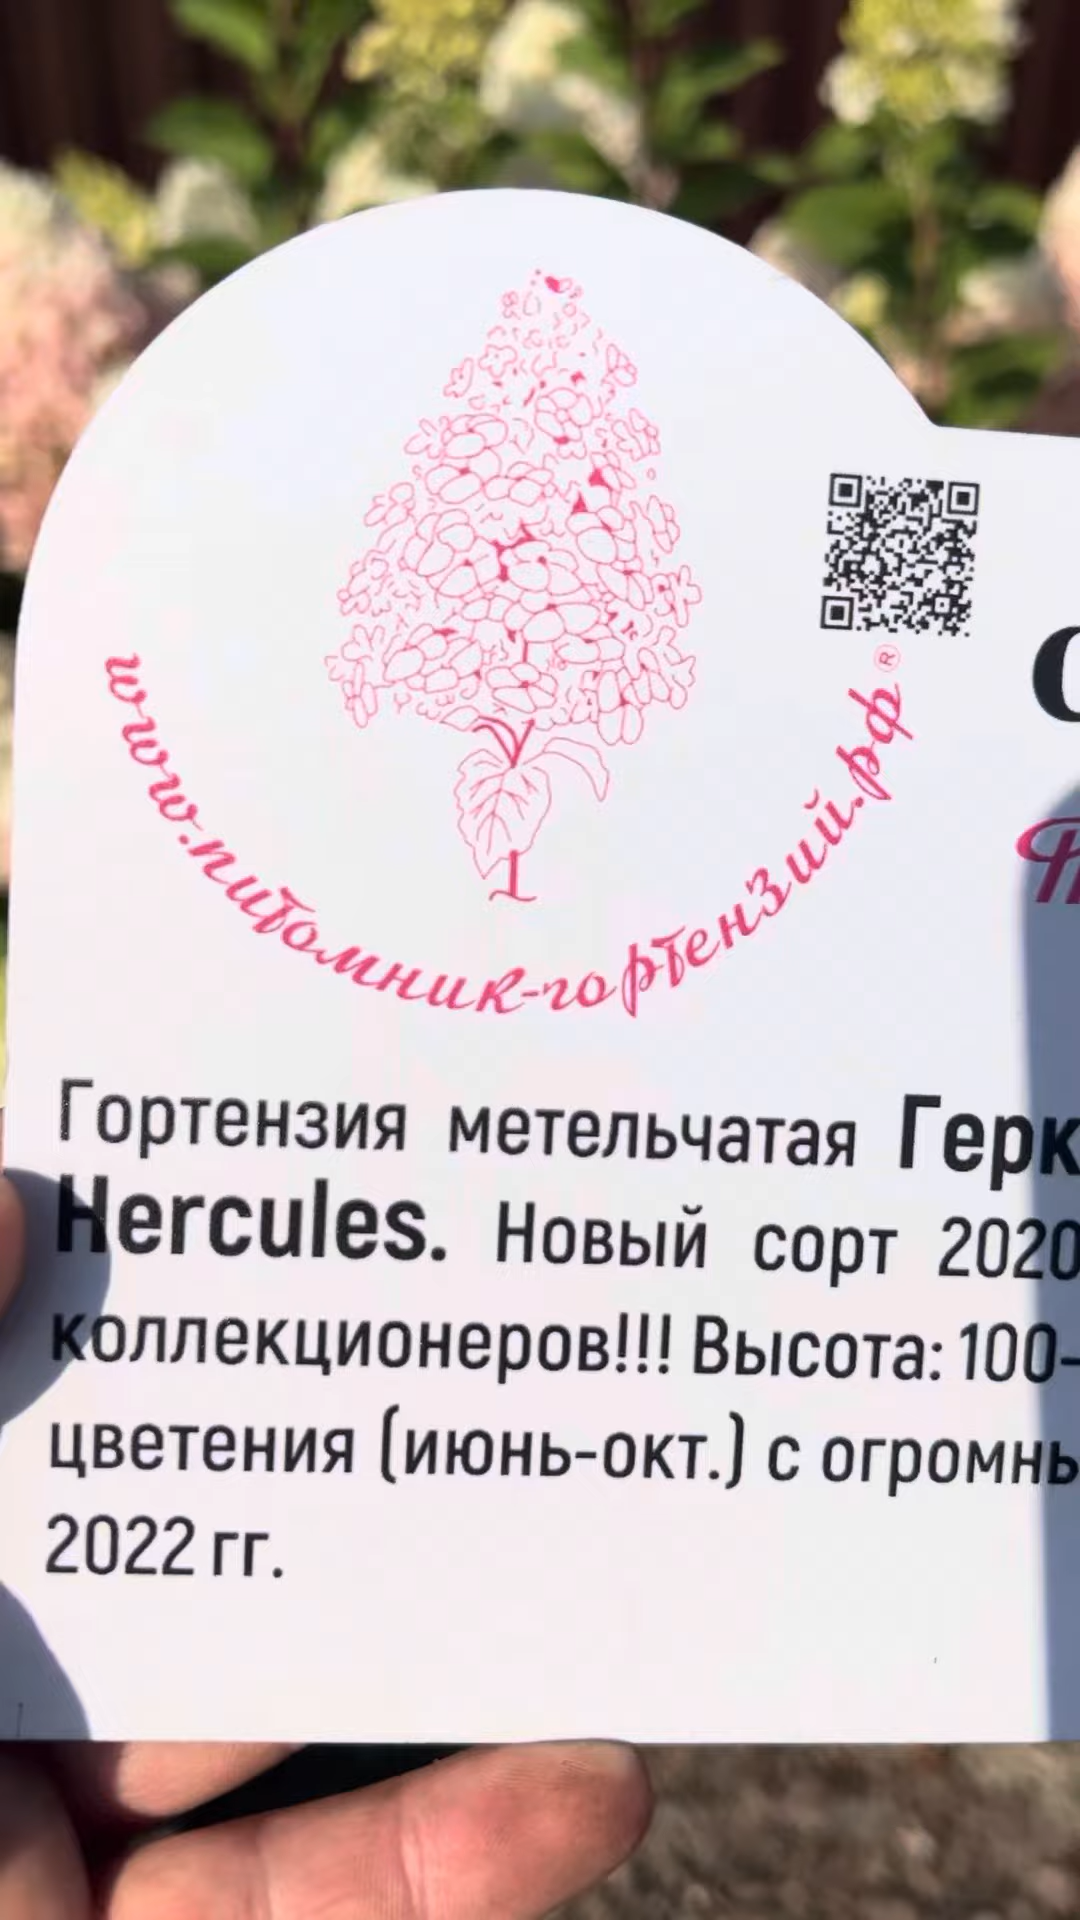 www.питомник-гортензий.рф®
Гортензия метельчатая Герк
Hercules. Новый сорт 2020
коллекционеров!!! Высота: 100-
цветения (июнь-окт.) с огромны
2022 гг.